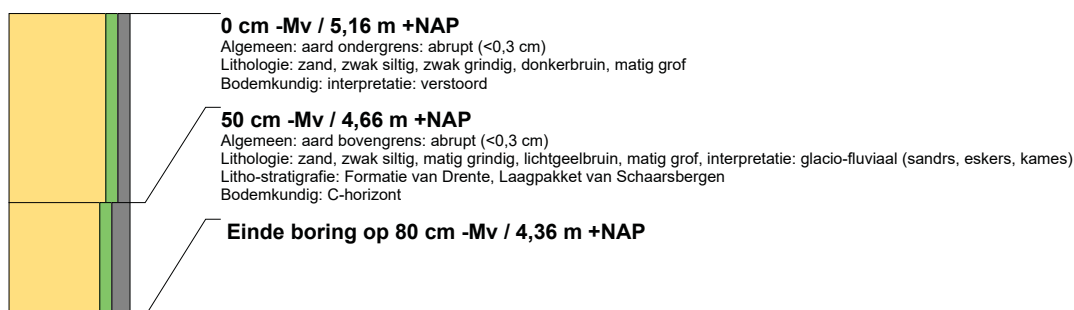 0 cm -Mv / 5,16 m +NAP
Algemeen: aard ondergrens: abrupt (<0,3 cm)
Lithologie: zand, zwak siltig, zwak grindig, donkerbruin, matig grof
Bodemkundig: interpretatie: verstoord
50 cm -Mv / 4,66 m +NAP
Algemeen: aard bovengrens: abrupt (<0,3 cm)
Lithologie: zand, zwak siltig, matig grindig, lichtgeelbruin, matig grof, interpretatie: glacio-fluviaal (sandrs, eskers, kames)
Litho-stratigrafie: Formatie van Drente, Laagpakket van Schaarsbergen
Bodemkundig: C-horizont
Einde boring op 80 cm -Mv / 4,36 m +NAP